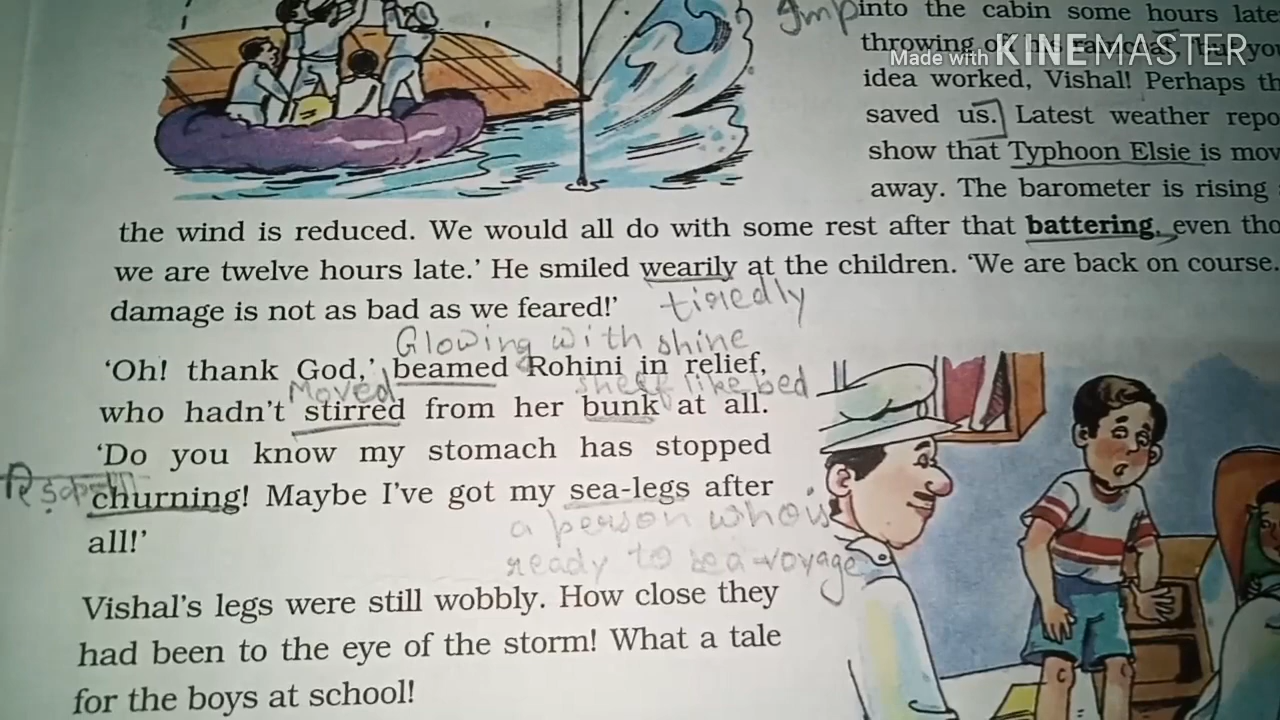 Imp into the cabin some hours late
throwing off his raincoat, but you
Made with KINEMASTER
idea worked, Vishal! Perhaps th
saved us. Latest weather repo
show that Typhoon Elsie is mov
away. The barometer is rising
the wind is reduced. We would all do with some rest after that battering, even tho
we are twelve hours late.' He smiled wearily at the children. 'We are back on course.
damage is not as bad as we feared!'
tiredly
Glowing with shine
'Oh! thank God,' beamed Rohini in relief,
Moved shelf like bed
who hadn't stirred from her bunk at all.
'Do you know my stomach has stopped
churning! Maybe I've got my sea-legs after
a person who is
all!'
ready to sea-voyage
Vishal's legs were still wobbly. How close they
had been to the eye of the storm! What a tale
for the boys at school!